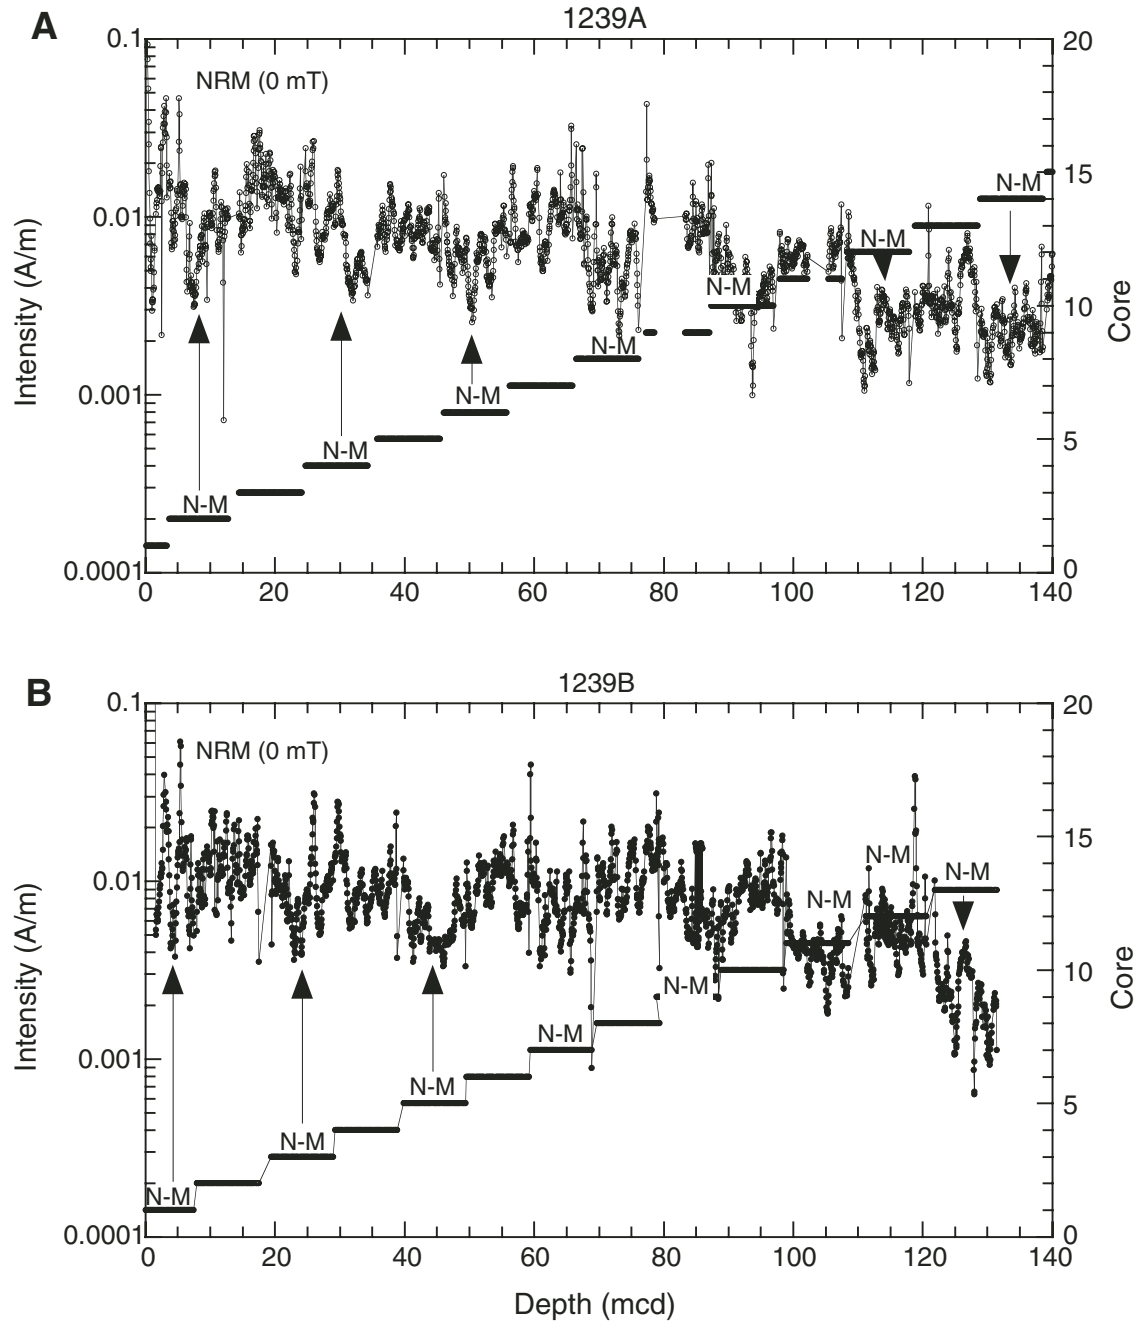 A
1239A
0.1
20
NRM (0 mT)
15
N-M
0.01
N-M
Intensity (A/m)
N-M
10
Core
N-M
0.001
N-M
5
N-M
N-M
0.0001
0
0 20 40 60 80 100 120 140
B
1239B
0.1
20
NRM (0 mT)
15
N-M
0.01
N-M
N-M
Intensity (A/m)
N-M
10
Core
N-M
0.001
N-M
5
N-M
N-M
0.0001
0
0 20 40 60 80 100 120 140
Depth (mcd)